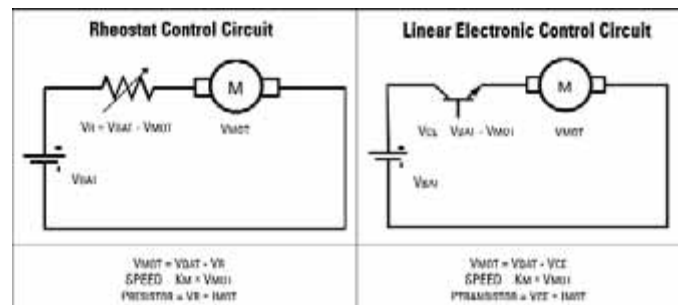 Rheostat Control Circuit
M
VR = VBAT - VMOT
VMOT
VBAT
VMOT = VBAT - VR
SPEED KM × VMOT
PRESISTOR = VR × IMOT
Linear Electronic Control Circuit
M
VCE VBAT - VMOT
VMOT
VBAT
VMOT = VBAT - VCE
SPEED KM × VMOT
PTRANSISTOR = VCE × IMOT